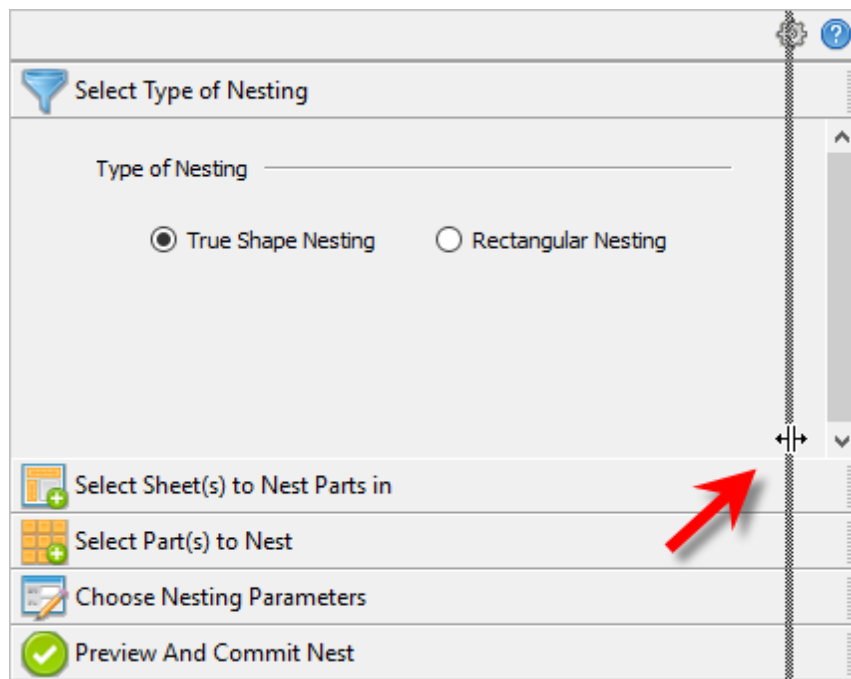 Select Type of Nesting
Type of Nesting
True Shape Nesting Rectangular Nesting
Select Sheet(s) to Nest Parts in
Select Part(s) to Nest
Choose Nesting Parameters
Preview And Commit Nest